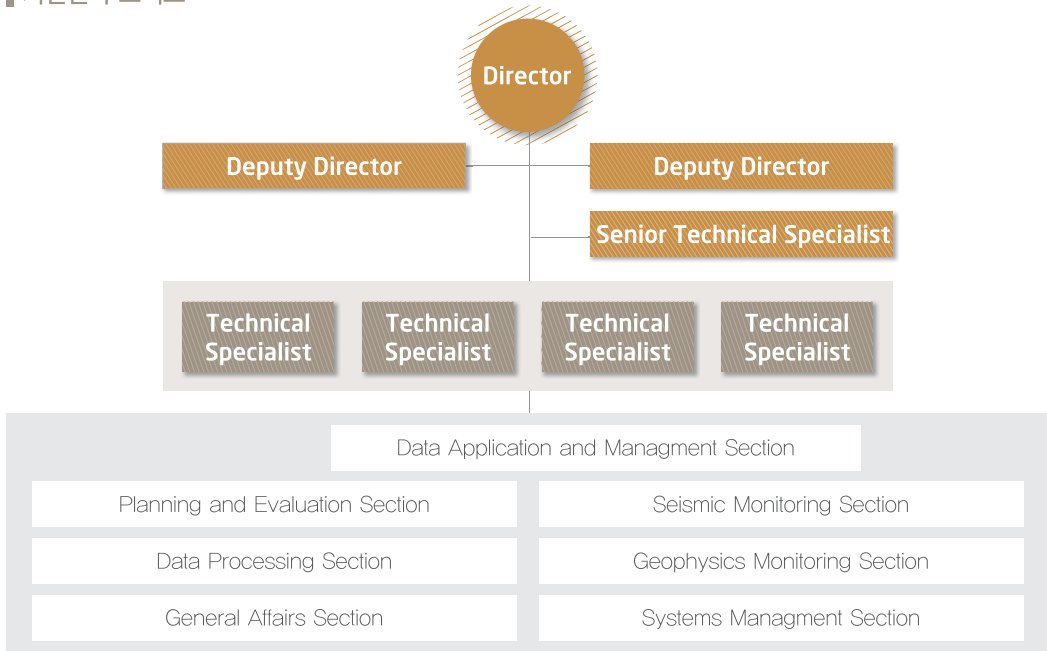 Director
Deputy Director
Deputy Director
Senior Technical Specialist
Technical
Specialist
Technical
Specialist
Technical
Specialist
Technical
Specialist
Data Application and Managment Section
Planning and Evaluation Section
Seismic Monitoring Section
Data Processing Section
Geophysics Monitoring Section
General Affairs Section
Systems Managment Section